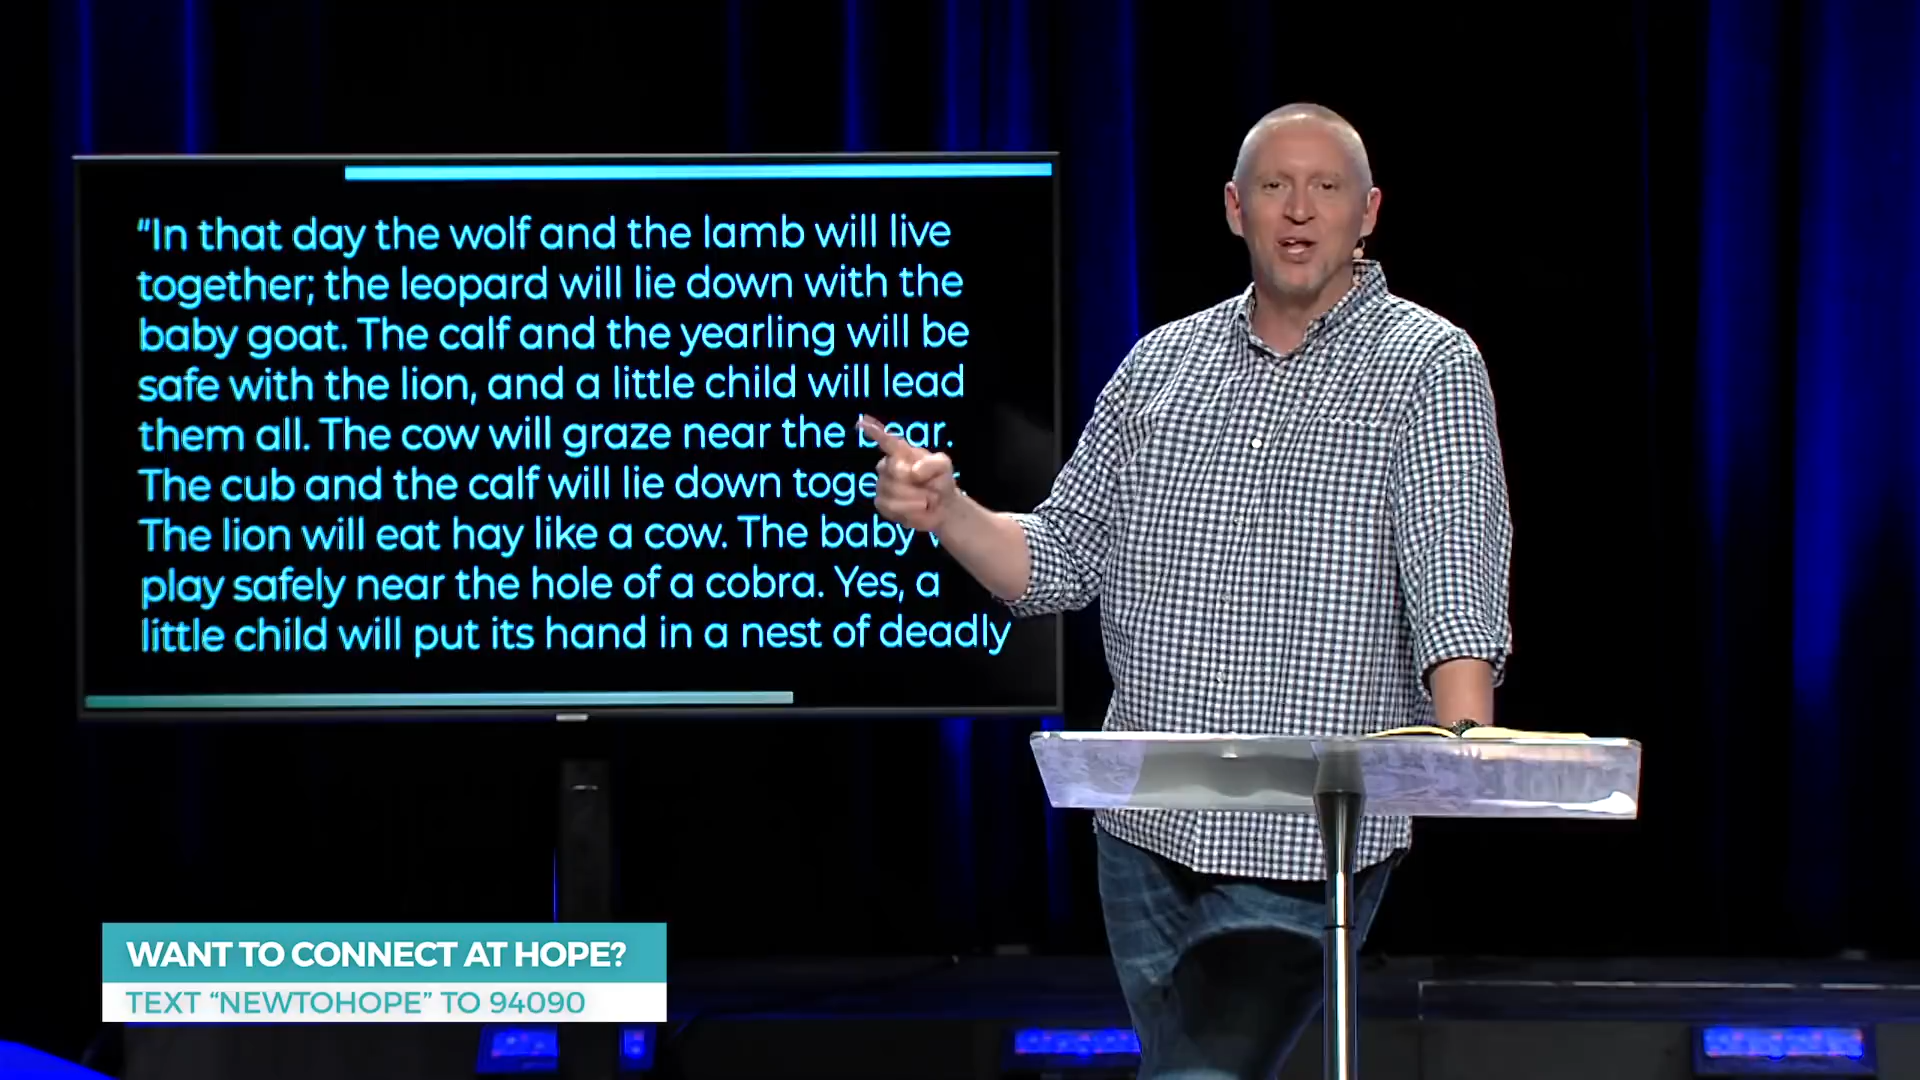 "In that day the wolf and the lamb will live
together; the leopard will lie down with the
baby goat. The calf and the yearling will be
safe with the lion, and a little child will lead
them all. The cow will graze near the bear.
The cub and the calf will lie down
The lion will eat hay like a cow. The baby
play safely near the hole of a cobra. Yes, a
little child will put its hand in a nest of deadly
WANT TO CONNECT AT HOPE?
TEXT “NEWTOHOPE” TO 94090